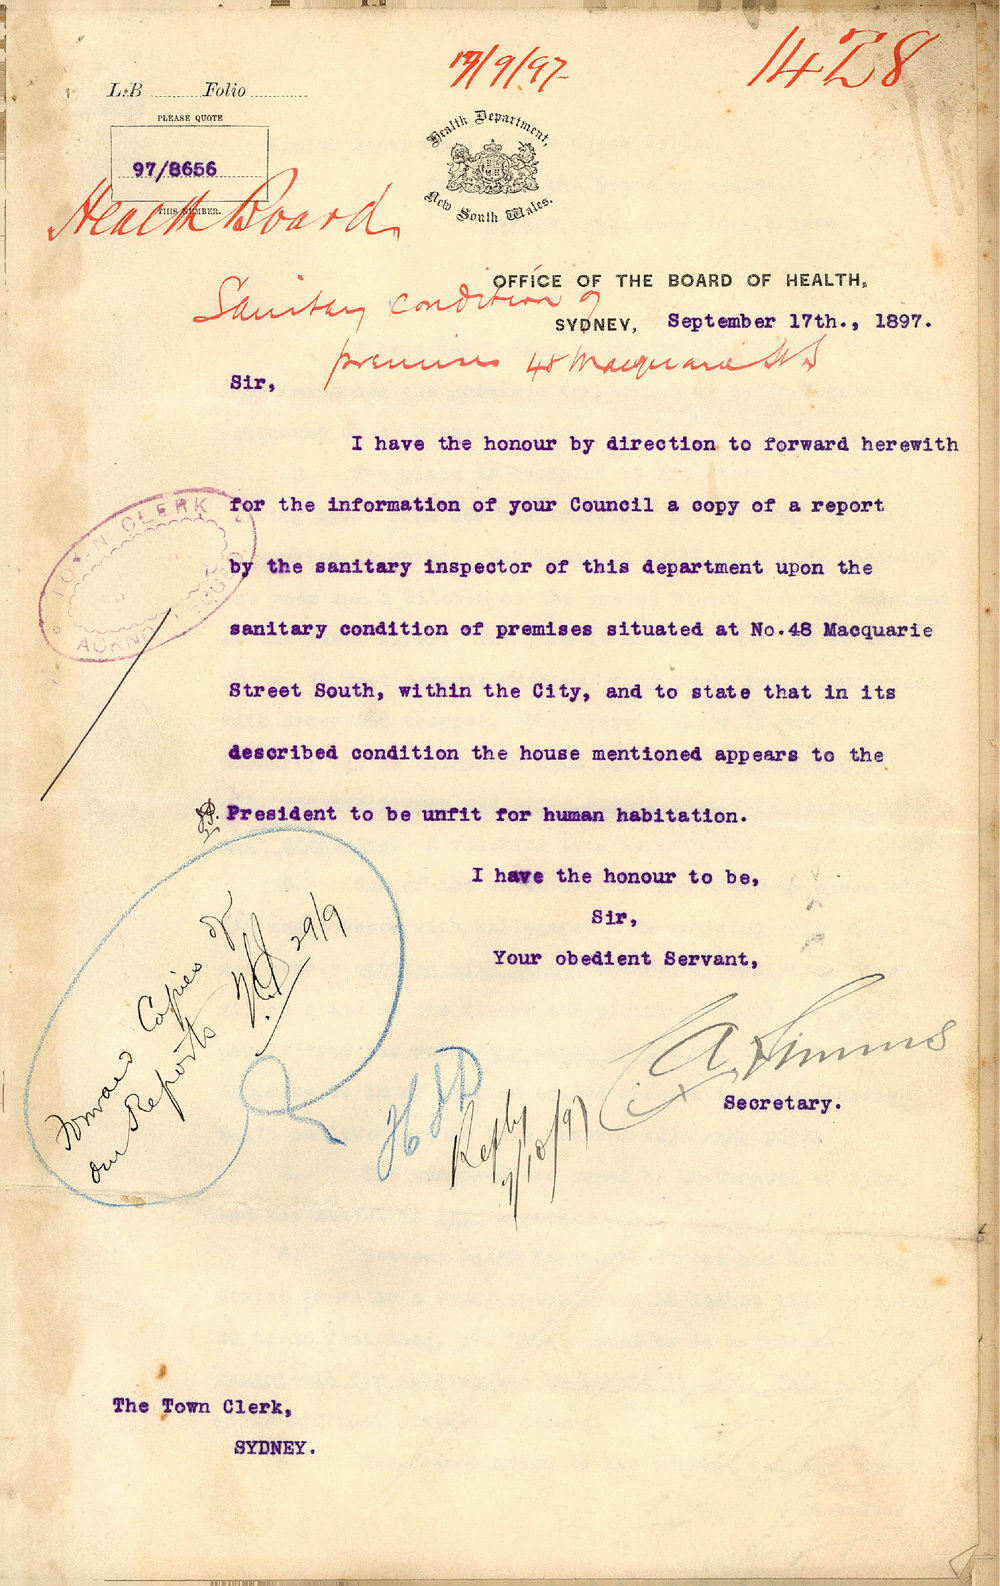 17/9/97
1428
L.B ........ Folio ............
PLEASE QUOTE
97/8656
THIS NUMBER.
Health Department,
New South Wales.
Health Board
OFFICE OF THE BOARD OF HEALTH,
Sanitary condition of
SYDNEY, September 17th., 1897.
premises 48 Macquarie St S
Sir,
I have the honour by direction to forward herewith
for the information of your Council a copy of a report
by the sanitary inspector of this department upon the
sanitary condition of premises situated at No.48 Macquarie
Street South, within the City, and to state that in its
described condition the house mentioned appears to the
President to be unfit for human habitation.
TOWN CLERK
ACKNOWLEDGED
I have the honour to be,
Sir,
Your obedient Servant,
Forward Copies of
our Reports 29/9
C A Simms
Secretary.
Reply
7/10/97
The Town Clerk,
SYDNEY.